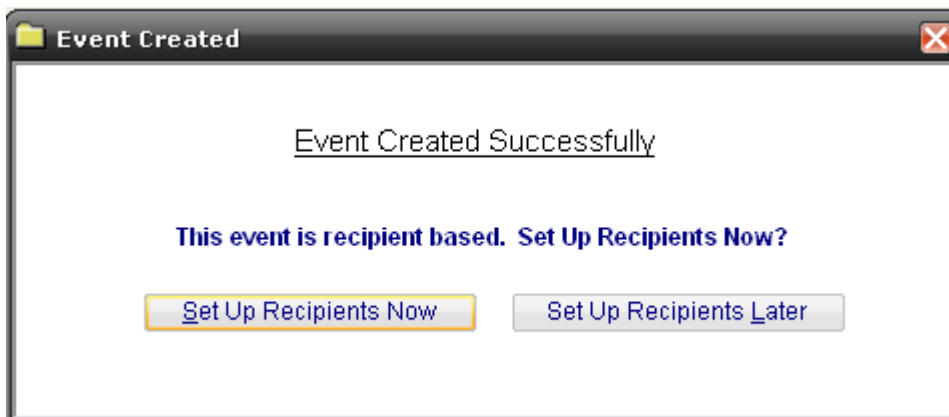 Event Created
Event Created Successfully
This event is recipient based.  Set Up Recipients Now?
Set Up Recipients Now
Set Up Recipients Later